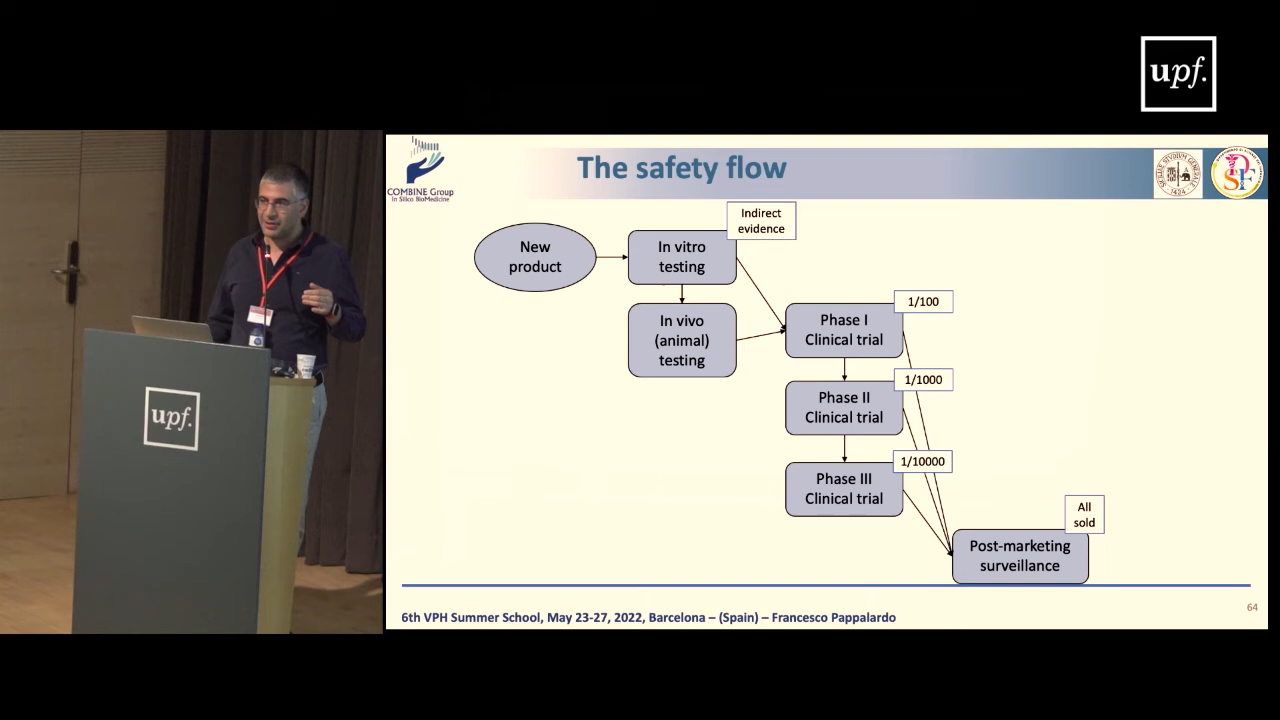 upf.
COMBINE Group
In Silico BioMedicine
The safety flow
Indirect
evidence
New
product
In vitro
testing
In vivo
(animal)
testing
1/100
Phase I
Clinical trial
1/1000
Phase II
Clinical trial
1/10000
Phase III
Clinical trial
All
sold
Post-marketing
surveillance
64
6th VPH Summer School, May 23-27, 2022, Barcelona – (Spain) – Francesco Pappalardo
upf.